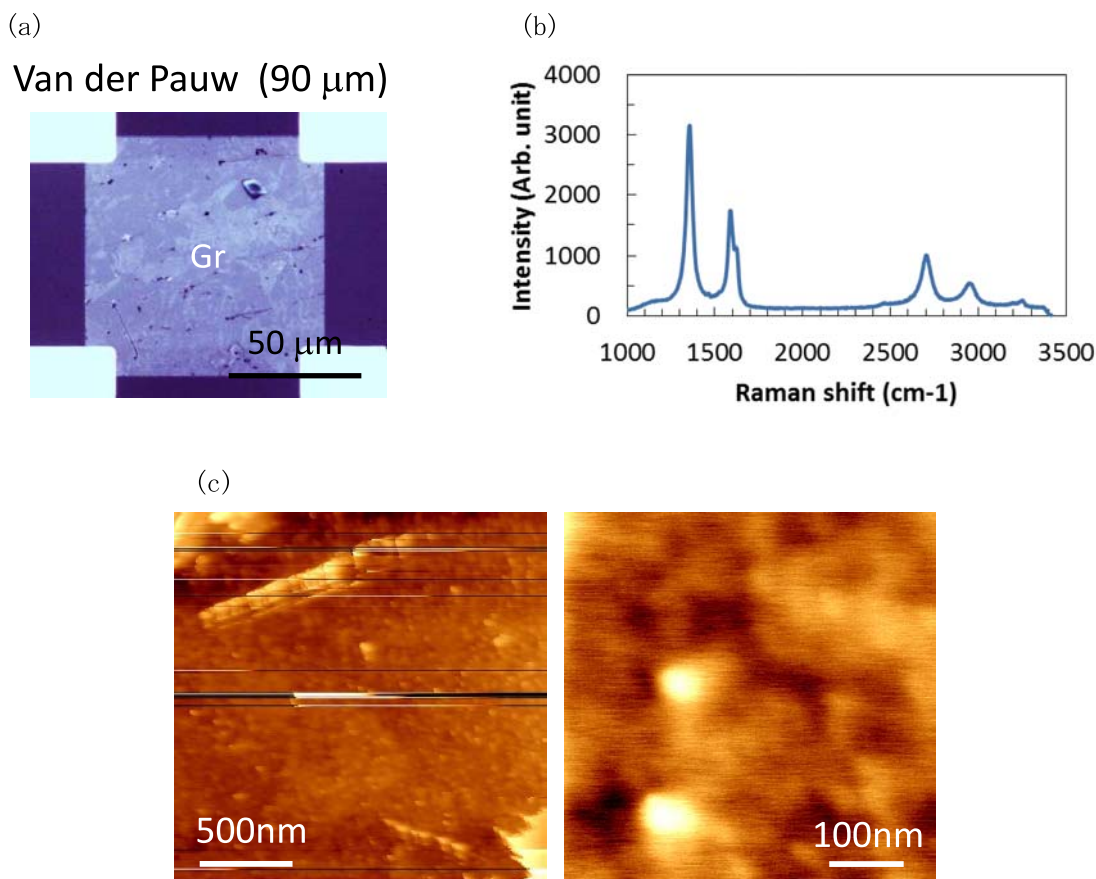 (a)
Van der Pauw (90 μm)
Gr
50 μm
(b)
4000
3000
2000
1000
0
Intensity (Arb. unit)
1000 1500 2000 2500 3000 3500
Raman shift (cm-1)
(c)
500nm
100nm